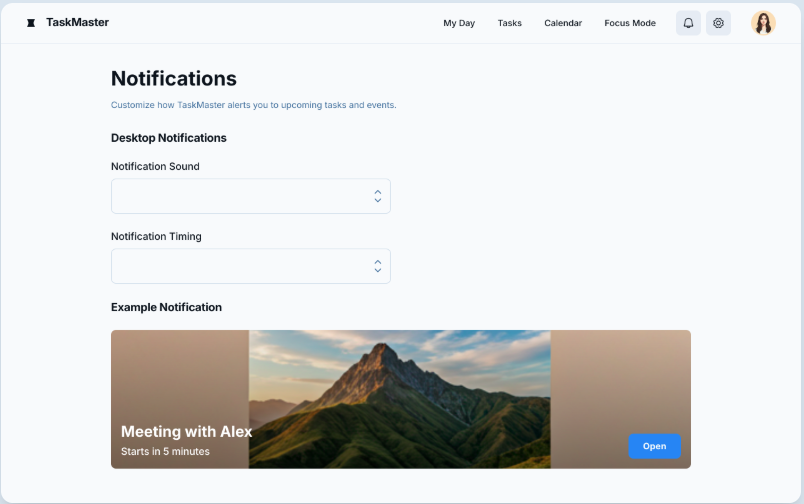 TaskMaster
My Day
Tasks
Calendar
Focus Mode
Notifications
Customize how TaskMaster alerts you to upcoming tasks and events.
Desktop Notifications
Notification Sound
Notification Timing
Example Notification
Meeting with Alex
Starts in 5 minutes
Open